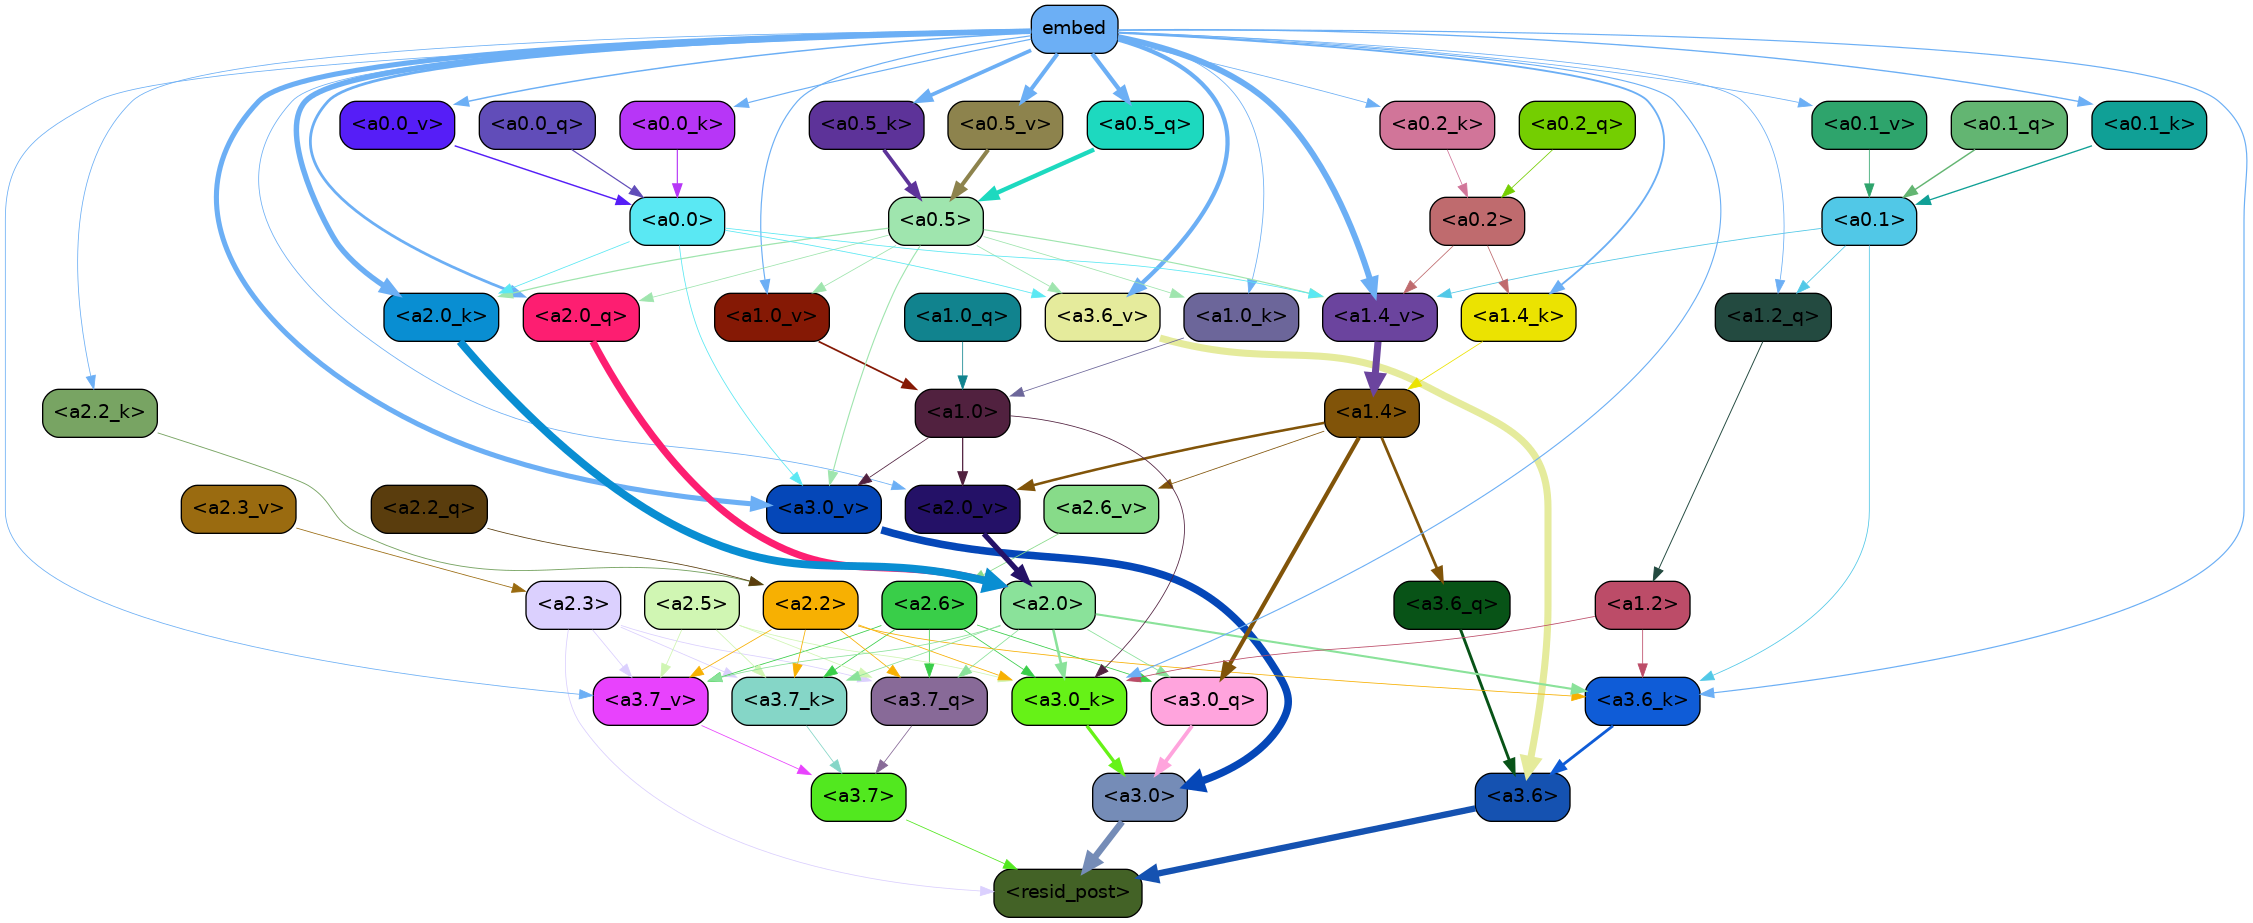 embed
<a0.0_v>
<a0.0_q>
<a0.0_k>
<a0.5_k>
<a0.5_v>
<a0.5_q>
<a0.2_k>
<a0.2_q>
<a0.1_v>
<a0.1_q>
<a0.1_k>
<a0.0>
<a0.5>
<a0.2>
<a0.1>
<a2.0_k>
<a2.0_q>
<a1.0_v>
<a1.0_q>
<a3.6_v>
<a1.0_k>
<a1.4_v>
<a1.4_k>
<a1.2_q>
<a2.2_k>
<a1.0>
<a1.4>
<a2.3_v>
<a2.2_q>
<a3.0_v>
<a2.0_v>
<a2.6_v>
<a2.3>
<a2.5>
<a2.2>
<a2.6>
<a2.0>
<a3.6_q>
<a1.2>
<a3.7_v>
<a3.7_k>
<a3.7_q>
<a3.0_k>
<a3.0_q>
<a3.6_k>
<a3.7>
<a3.0>
<a3.6>
<resid_post>